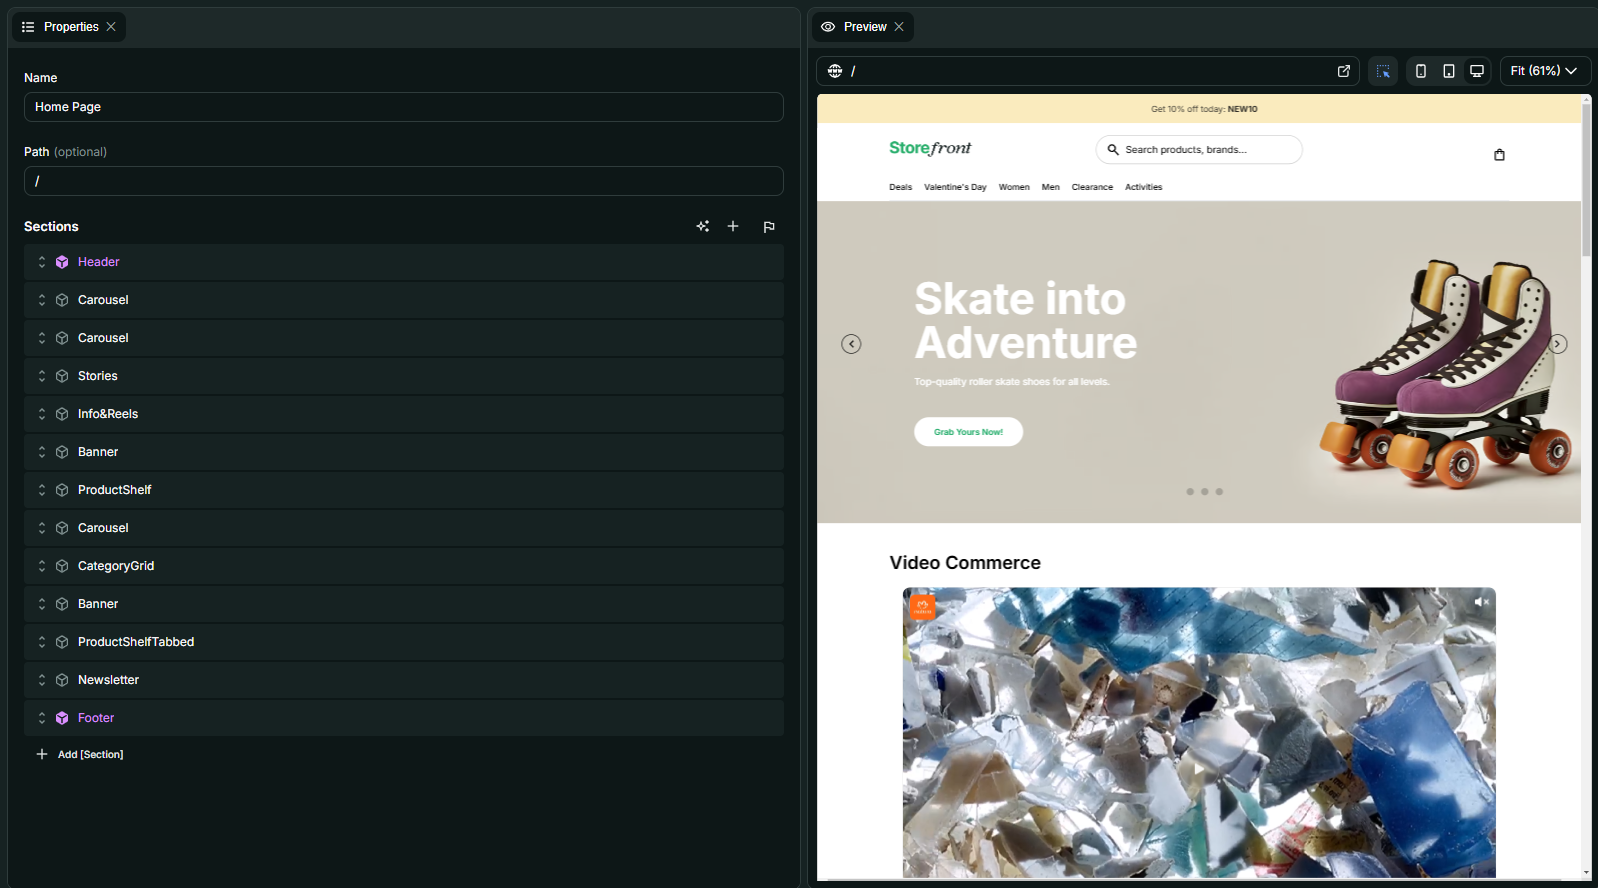 Properties
Name
Home Page
Path (optional)
/
Sections
Header
Carousel
Carousel
Stories
Info&Reels
Banner
ProductShelf
Carousel
CategoryGrid
Banner
ProductShelfTabbed
Newsletter
Footer
Add [Section]
Preview
/
Fit (61%)
Get 10% off today: NEW10
Storefront
Search products, brands...
Deals Valentine's Day Women Men Clearance Activities
Skate into
Adventure
Top-quality roller skate shoes for all levels.
Grab Yours Now!
Video Commerce